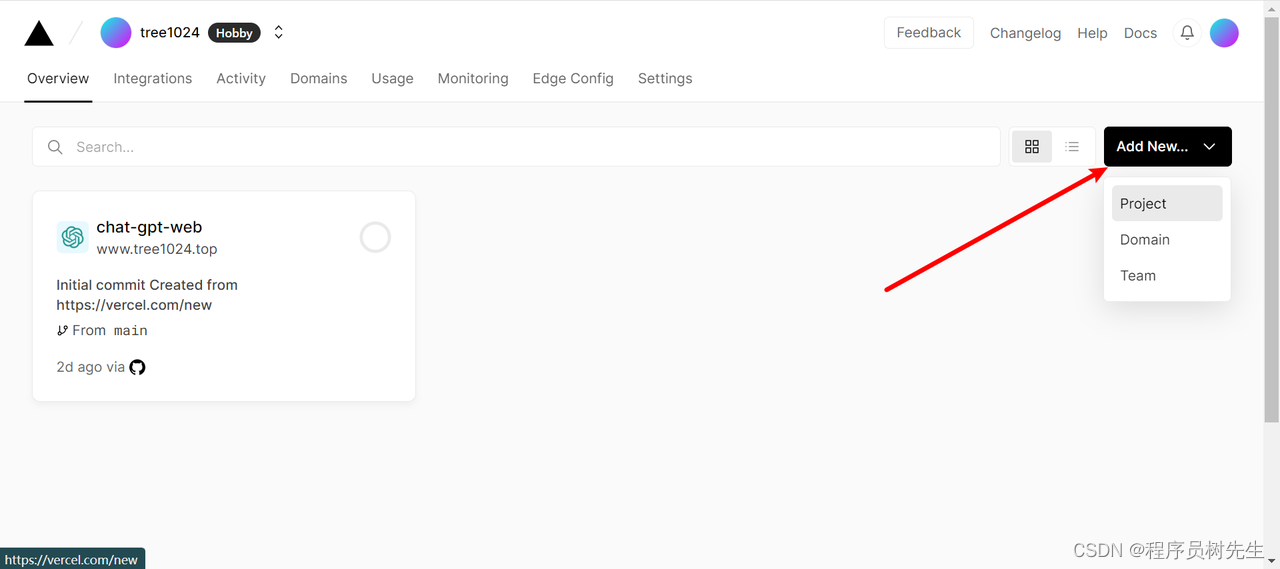 tree1024 Hobby Feedback Changelog Help Docs
Overview Integrations Activity Domains Usage Monitoring Edge Config Settings
Search... Add New...
Project
Domain
Team
chat-gpt-web
www.tree1024.top
Initial commit Created from
https://vercel.com/new
From main
2d ago via
https://vercel.com/new
CSDN @程序员树先生